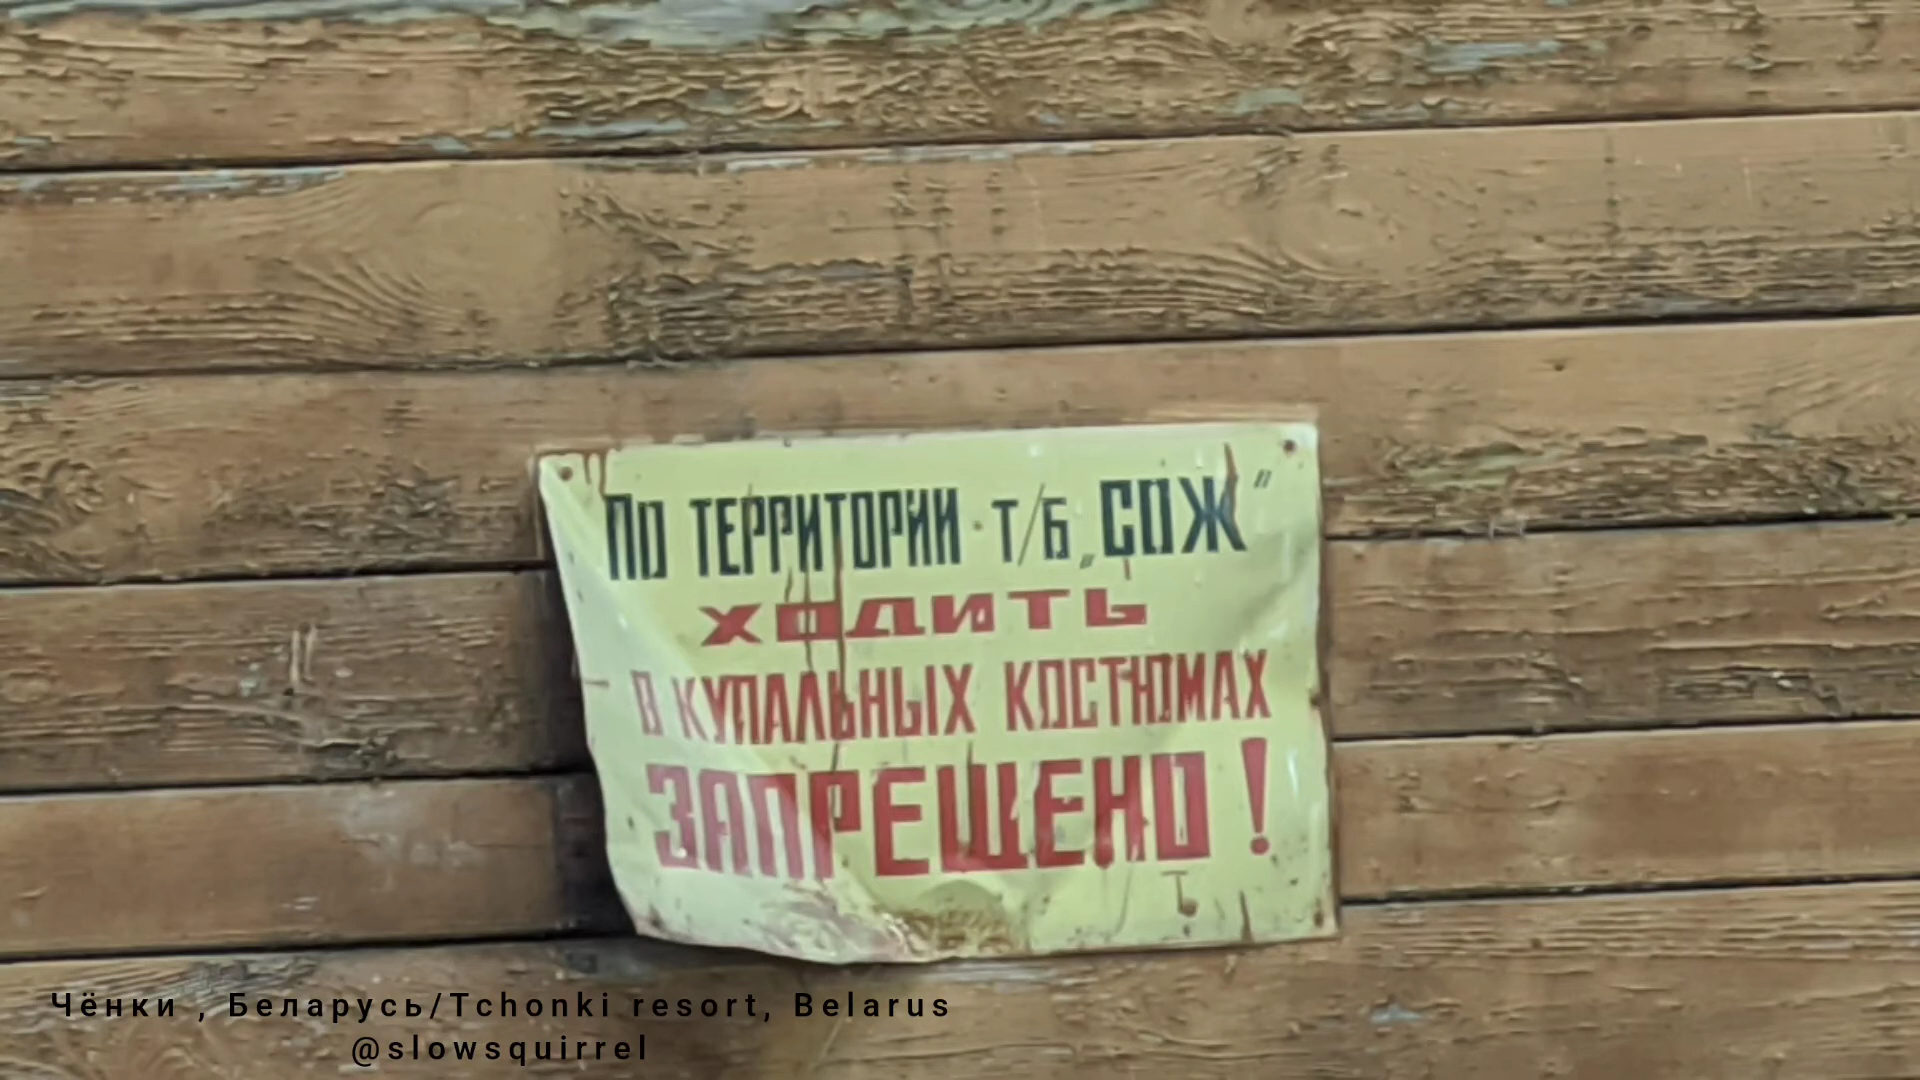 ПО ТЕРРИТОРИИ Т/Б „СОЖ"
ХОДИТЬ
В КУПАЛЬНЫХ КОСТЮМАХ
ЗАПРЕЩЕНО!
Чёнки , Беларусь/Tchonki resort, Belarus
@slowsquirrel